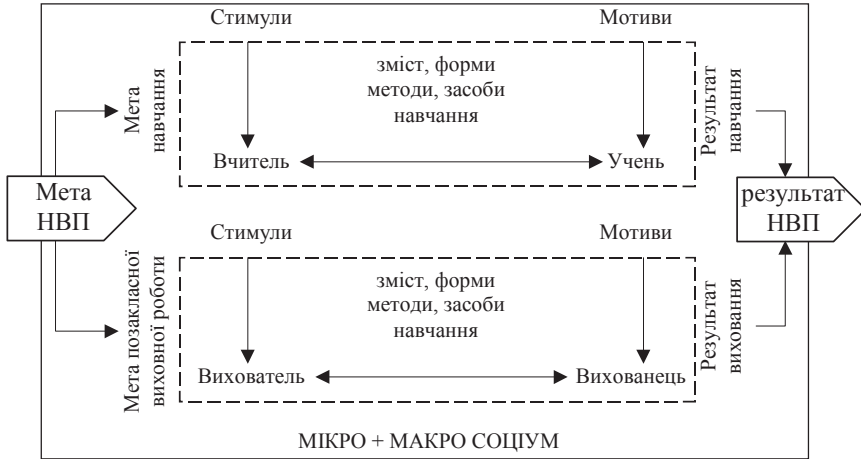 Стимули
Мотиви
зміст, форми
методи, засоби
навчання
Мета
навчання
Вчитель
Учень
Результат
навчання
Мета
НВП
результат
НВП
Стимули
Мотиви
зміст, форми
методи, засоби
навчання
Мета позакласної
виховної роботи
Вихователь
Вихованець
Результат
виховання
МІКРО + МАКРО СОЦІУМ